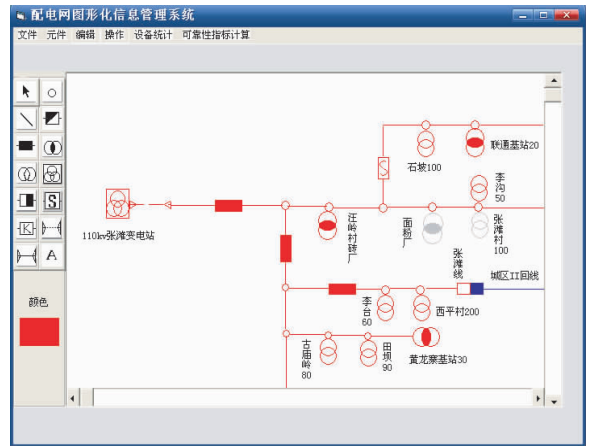 配电网图形化信息管理系统
文件 元件 编辑 操作 设备统计 可靠性指标计算
S
K
A
颜色
110kv张滩变电站
S
石坡100
联通基站20
李沟50
汪岭村砖厂
面粉厂
张滩村100
张滩线
城区II回线
李台60
西平村200
古庙岭80
田坝90
黄龙寨基站30